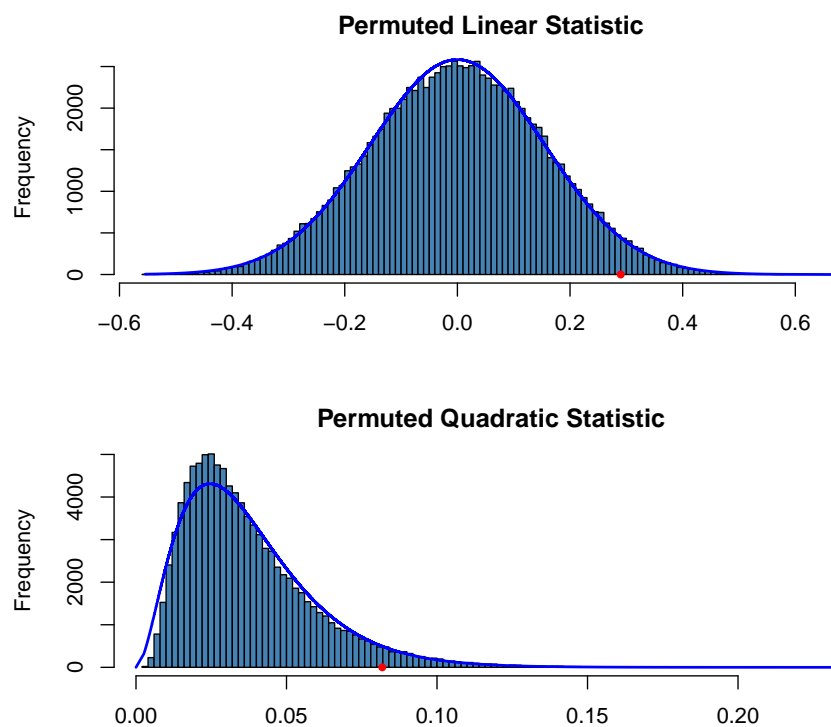 Permuted Linear Statistic
Frequency
2000
1000
0
−0.6 −0.4 −0.2 0.0 0.2 0.4 0.6
Permuted Quadratic Statistic
Frequency
4000
2000
0
0.00 0.05 0.10 0.15 0.20